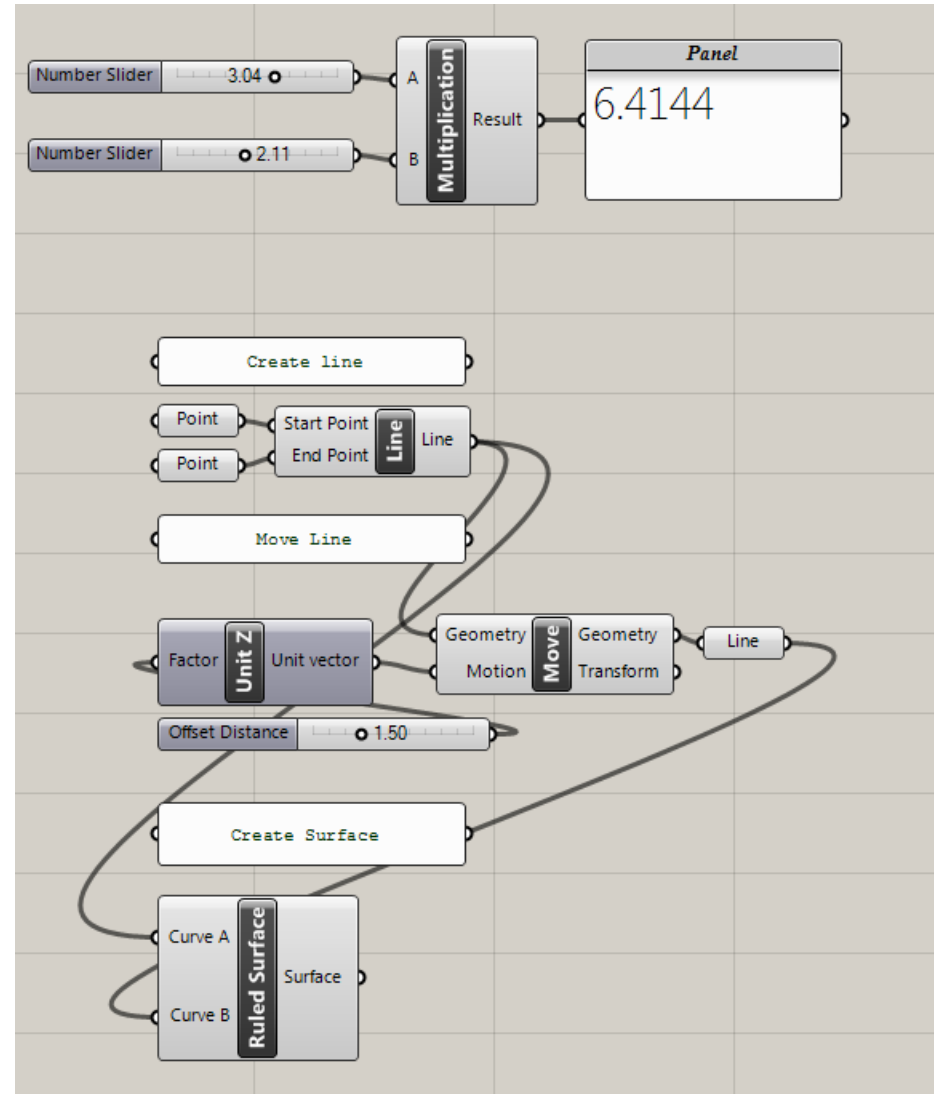 Panel
Number Slider 3.04
A
Multiplication
Result
6.4144
Number Slider 2.11
B
Create line
Point
Start Point
Line
Line
Point
End Point
Move Line
Factor
Unit Z
Unit vector
Geometry
Move
Geometry
Line
Motion
Transform
Offset Distance 1.50
Create Surface
Curve A
Ruled Surface
Surface
Curve B